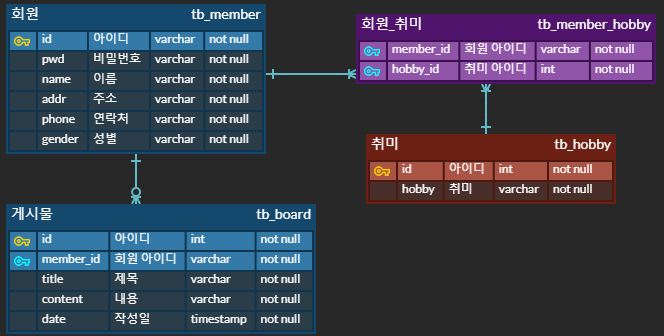 회원 tb_member
id 아이디 varchar not null
pwd 비밀번호 varchar not null
name 이름 varchar not null
addr 주소 varchar not null
phone 연락처 varchar not null
gender 성별 varchar not null
회원_취미 tb_member_hobby
member_id 회원 아이디 varchar not null
hobby_id 취미 아이디 int not null
취미 tb_hobby
id 아이디 int not null
hobby 취미 varchar not null
게시물 tb_board
id 아이디 int not null
member_id 회원 아이디 varchar not null
title 제목 varchar not null
content 내용 varchar not null
date 작성일 timestamp not null